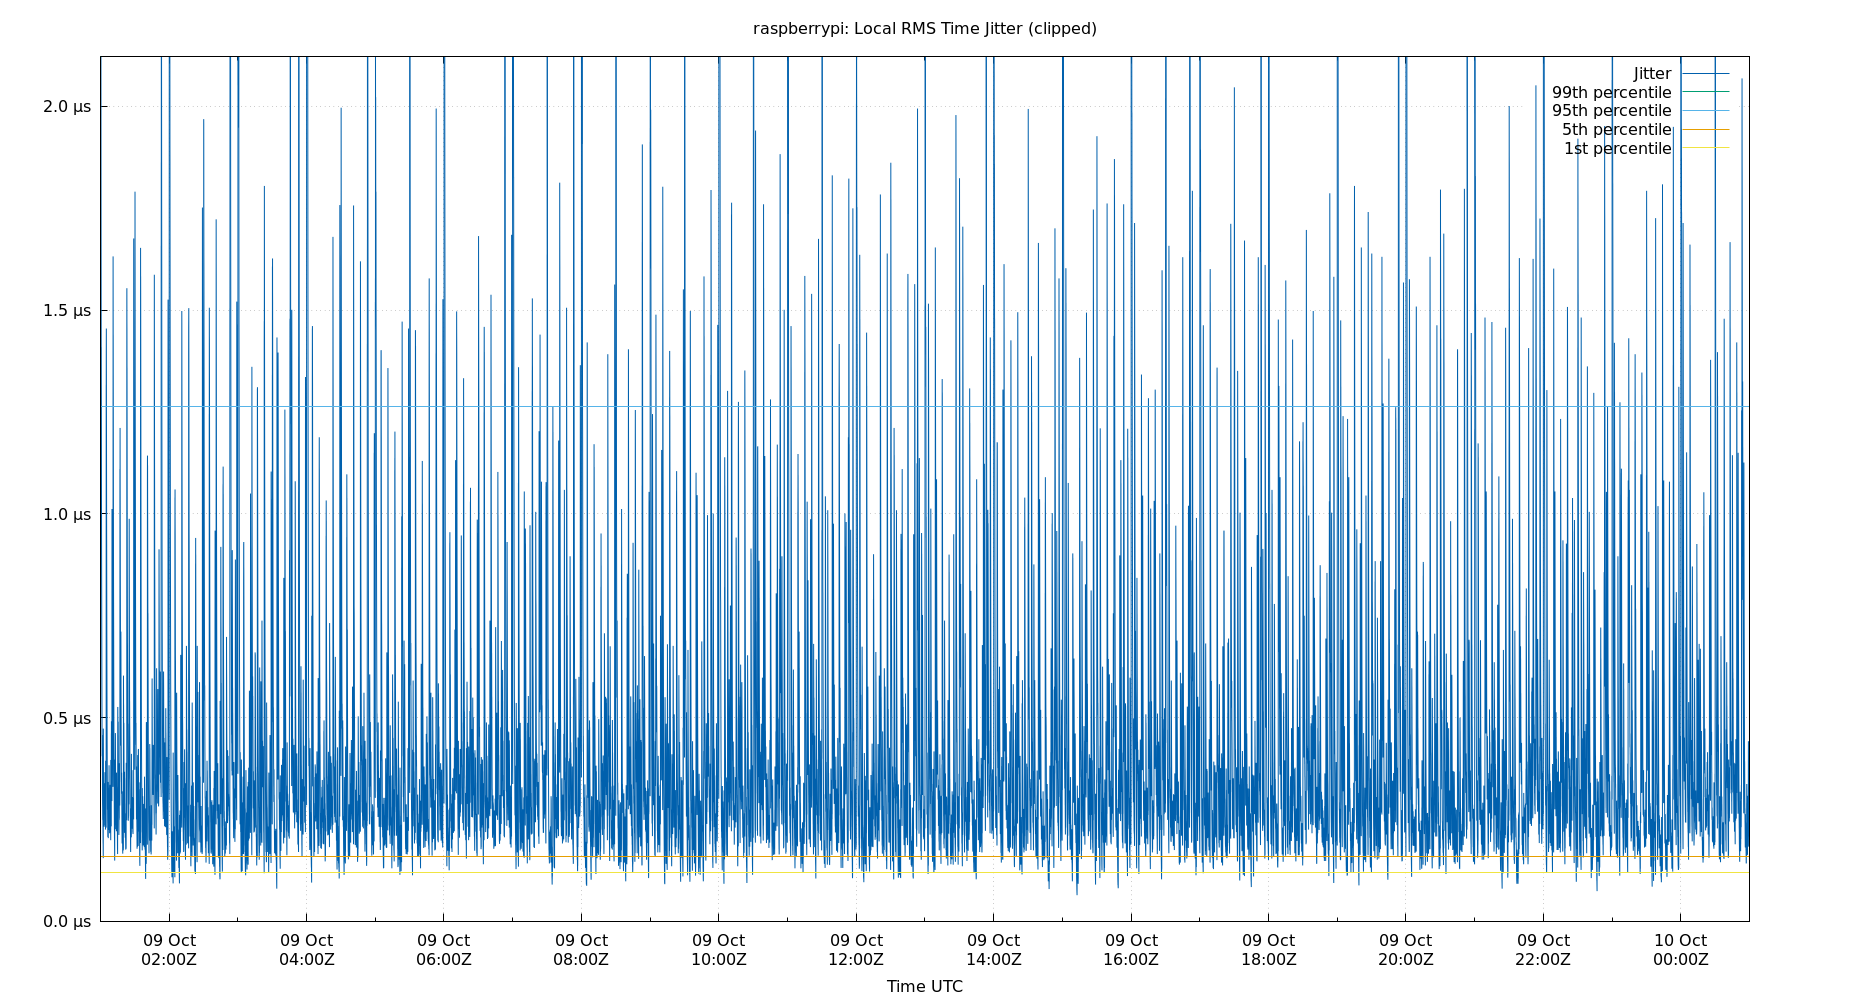 raspberrypi: Local RMS Time Jitter (clipped)
Jitter
99th percentile
95th percentile
5th percentile
1st percentile
2.0 µs
1.5 µs
1.0 µs
0.5 µs
0.0 µs
09 Oct 09 Oct 09 Oct 09 Oct 09 Oct 09 Oct 09 Oct 09 Oct 09 Oct 09 Oct 09 Oct 10 Oct
02:00Z 04:00Z 06:00Z 08:00Z 10:00Z 12:00Z 14:00Z 16:00Z 18:00Z 20:00Z 22:00Z 00:00Z
Time UTC